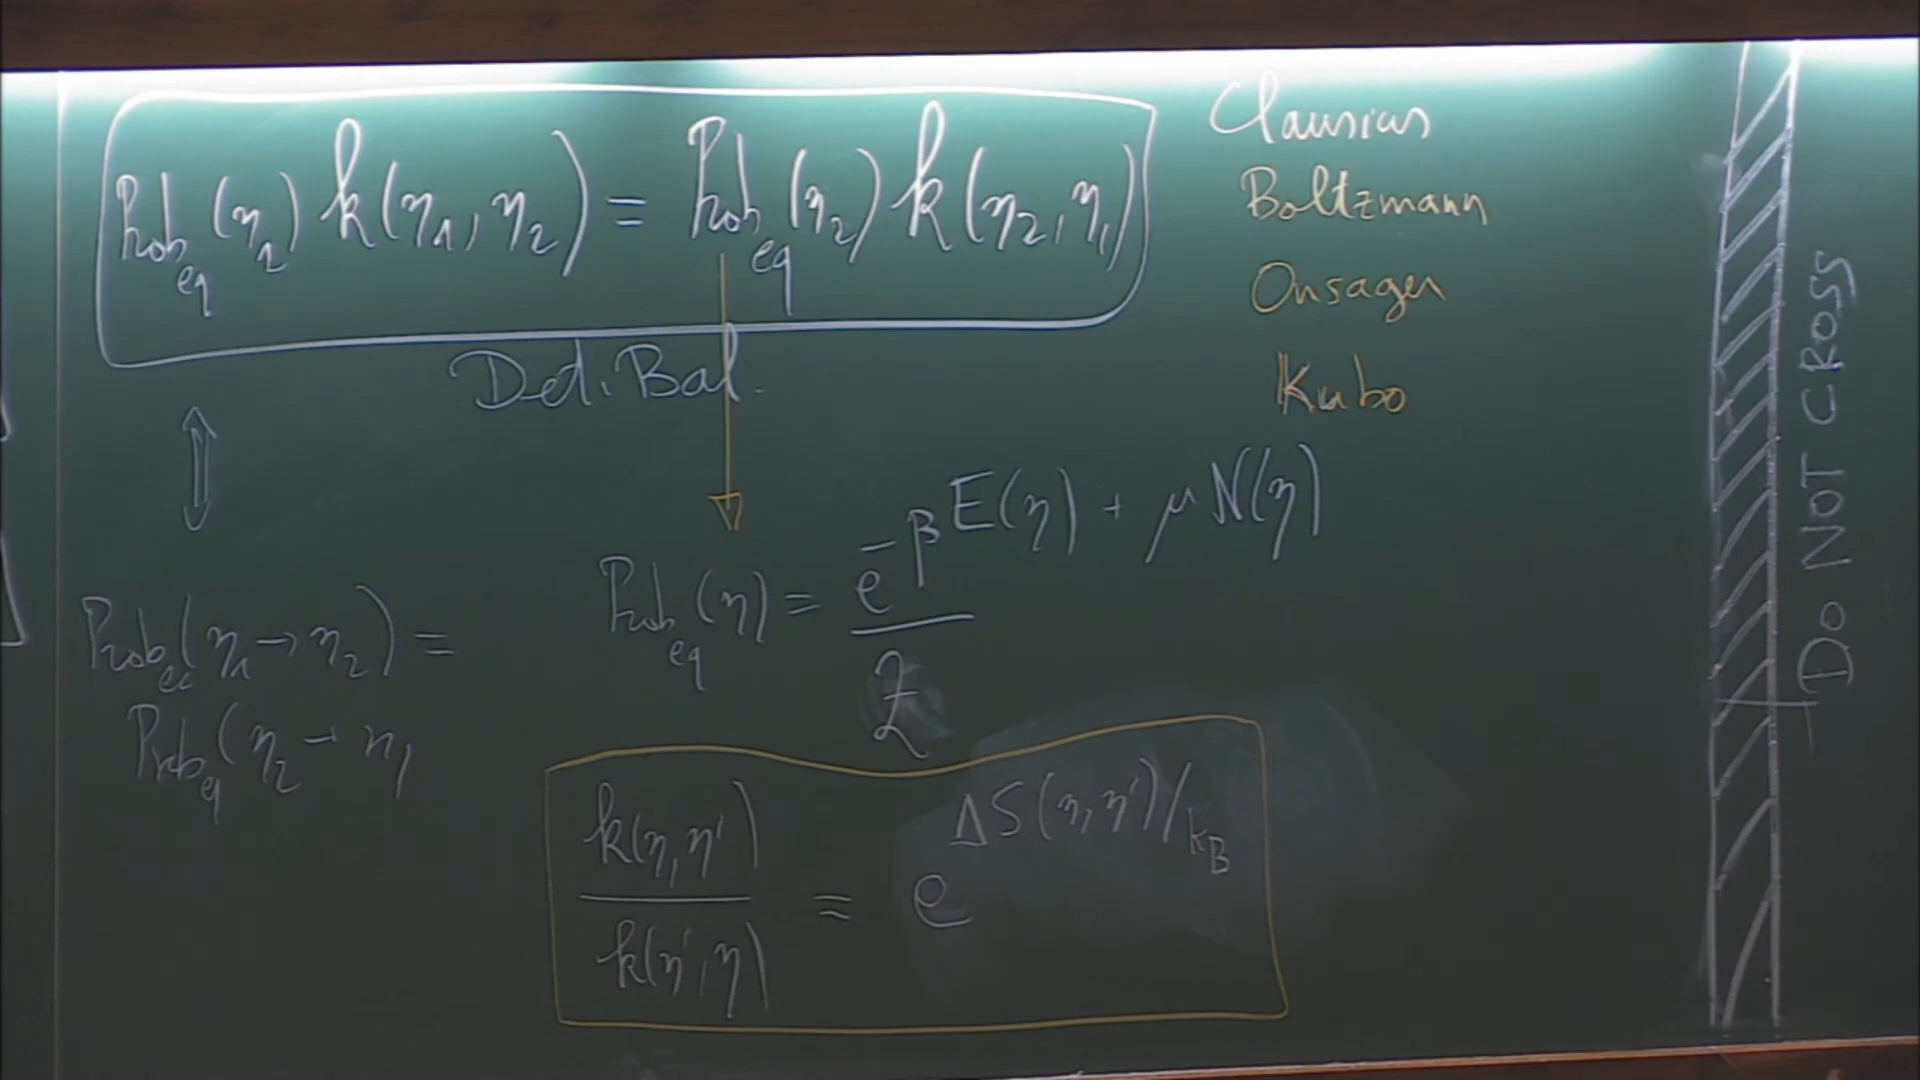 Prob_eq(η_1) k(η_1, η_2) = Prob_eq(η_2) k(η_2, η_1)
Det. Bal.
Clausius
Boltzmann
Onsager
Kubo
Prob_eq(η_1 → η_2) =
Prob_eq(η_2 → η_1
Prob_eq(η) = e^{-βE(η) + μN(η)} / Z
k(η, η') / k(η', η) = e^{ΔS(η, η')/k_B}
DO NOT CROSS